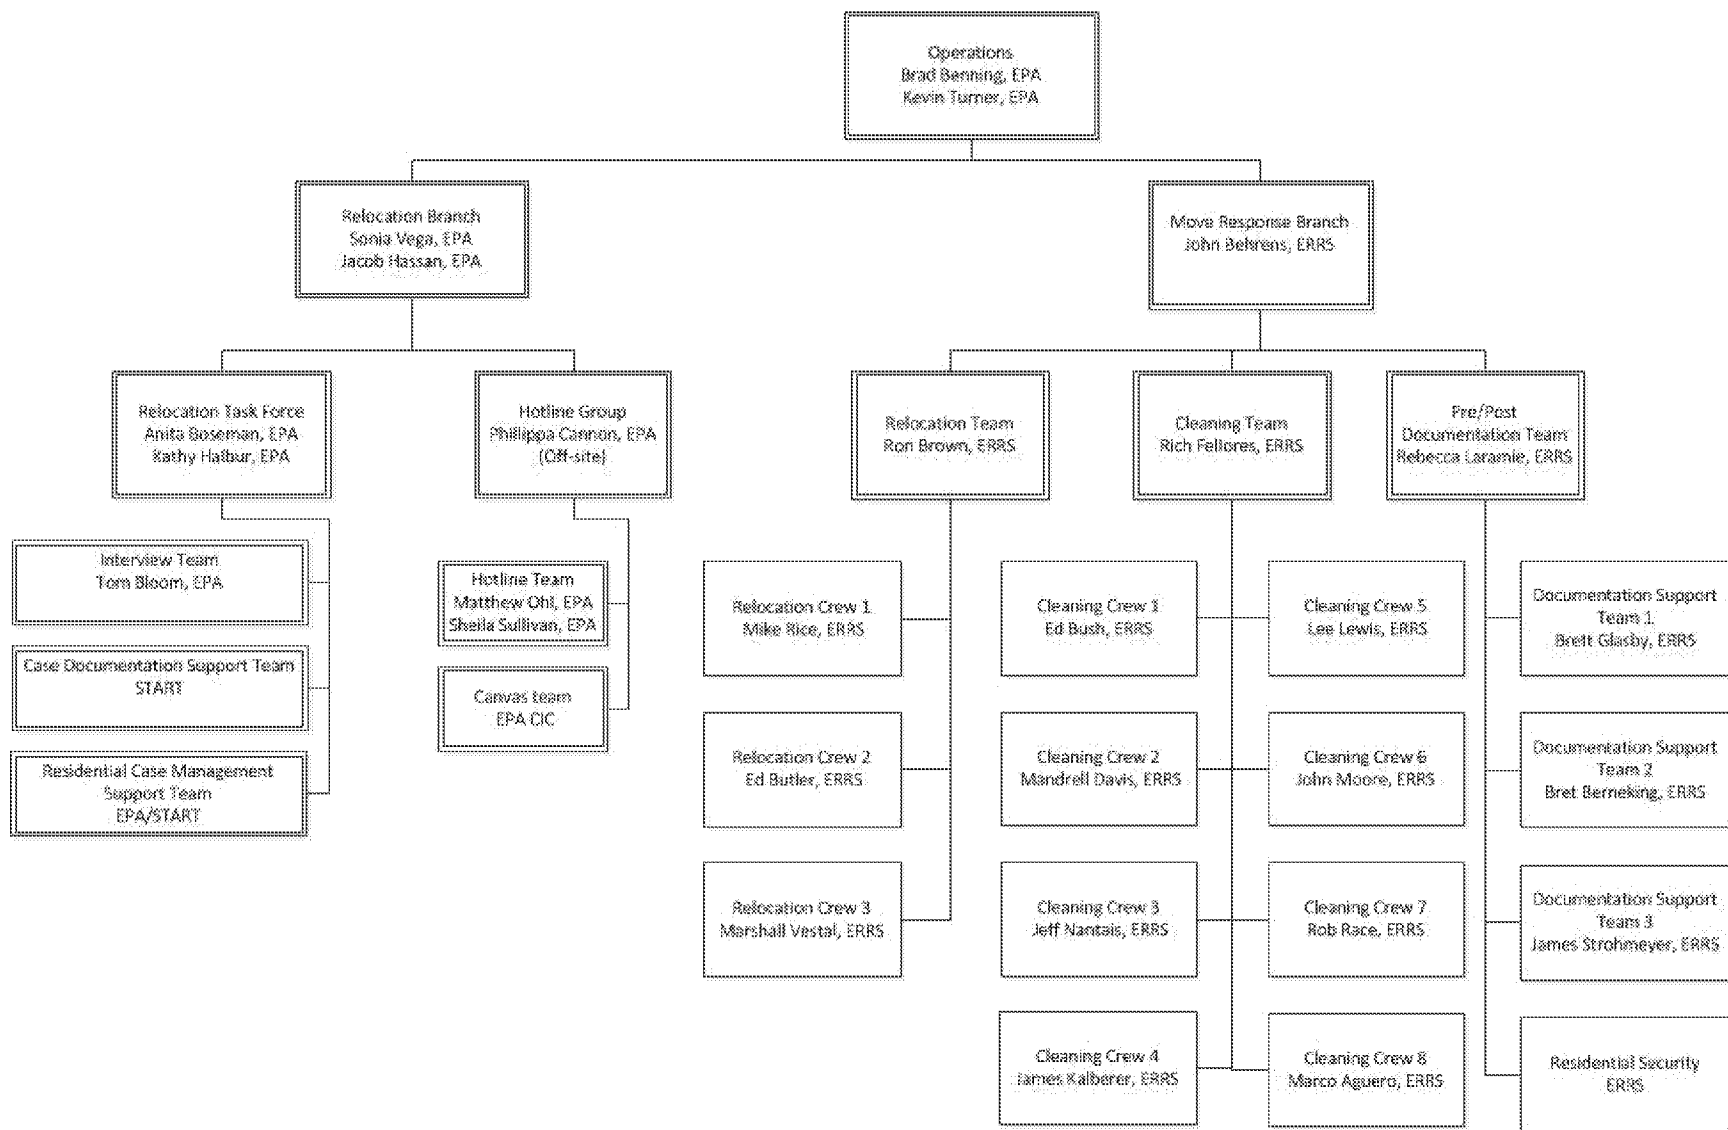 Operations
Brad Benning, EPA
Kevin Turner, EPA
Relocation Branch
Sonia Vega, EPA
Jacob Hassan, EPA
Move Response Branch
John Behrens, ERRS
Relocation Task Force
Anita Boseman, EPA
Kathy Halbur, EPA
Hotline Group
Phillippa Cannon, EPA
(Off-site)
Relocation Team
Ron Brown, ERRS
Cleaning Team
Rich Fellores, ERRS
Pre/Post
Documentation Team
Rebecca Laramie, ERRS
Interview Team
Tom Bloom, EPA
Case Documentation Support Team
START
Residential Case Management
Support Team
EPA/START
Hotline Team
Matthew Ohl, EPA
Sheila Sullivan, EPA
Canvas team
EPA CIC
Relocation Crew 1
Mike Rice, ERRS
Relocation Crew 2
Ed Butler, ERRS
Relocation Crew 3
Marshall Vestal, ERRS
Cleaning Crew 1
Ed Bush, ERRS
Cleaning Crew 2
Mandrell Davis, ERRS
Cleaning Crew 3
Jeff Nantais, ERRS
Cleaning Crew 4
James Kalberer, ERRS
Cleaning Crew 5
Lee Lewis, ERRS
Cleaning Crew 6
John Moore, ERRS
Cleaning Crew 7
Rob Race, ERRS
Cleaning Crew 8
Marco Aguero, ERRS
Documentation Support
Team 1
Brett Glasby, ERRS
Documentation Support
Team 2
Bret Berneking, ERRS
Documentation Support
Team 3
James Strohmeyer, ERRS
Residential Security
ERRS